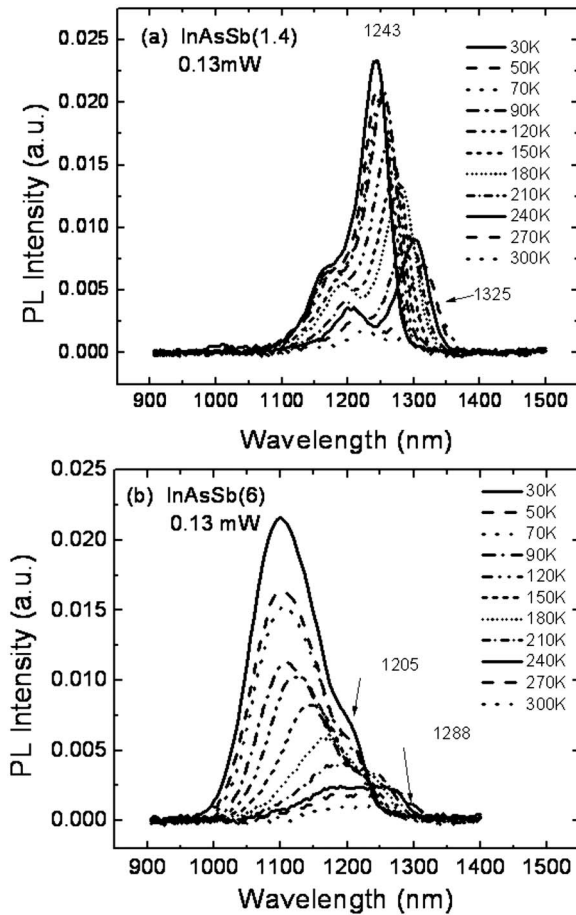 (a) InAsSb(1.4)
0.13mW
1243
30K
50K
70K
90K
120K
150K
180K
210K
240K
270K
300K
1325
PL Intensity (a.u.)
0.025
0.020
0.015
0.010
0.005
0.000
900 1000 1100 1200 1300 1400 1500
Wavelength (nm)
(b) InAsSb(6)
0.13 mW
30K
50K
70K
90K
120K
150K
180K
210K
240K
270K
300K
1205
1288
PL Intensity (a.u.)
0.025
0.020
0.015
0.010
0.005
0.000
900 1000 1100 1200 1300 1400 1500
Wavelength (nm)